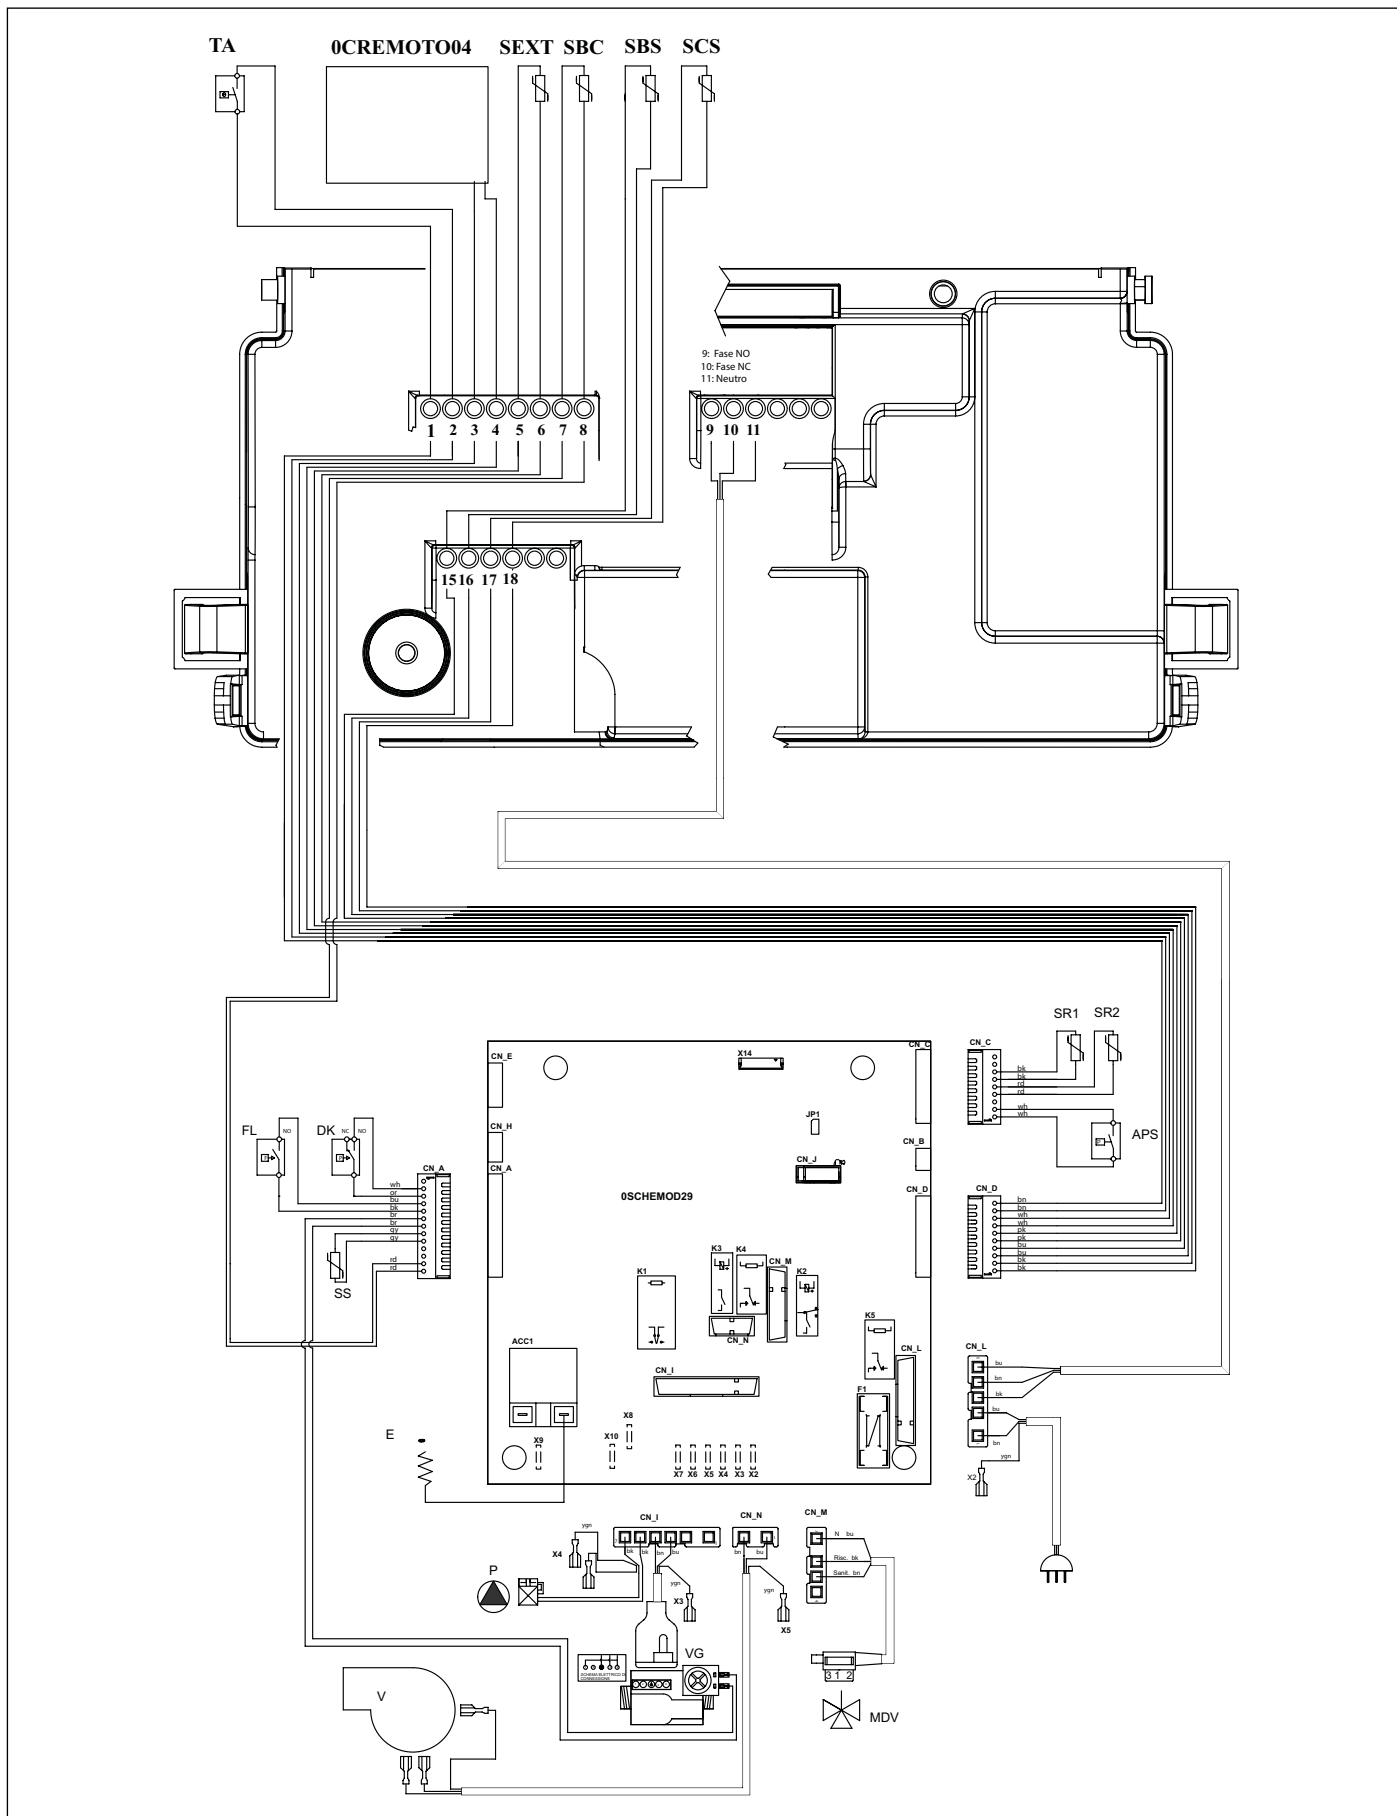 TA 0CREMOTO04 SEXT SBC SBS SCS
9: Fase NO
10: Fase NC
11: Neutro
1 2 3 4 5 6 7 8
9 10 11
15 16 17 18
SR1 SR2
CN_C
bk
bk
rd
rd
wh
wh
APS
CN_E
X14
CN_C
JP1
CN_H
CN_B
CN_J
CN_A
CN_D
0SCHEMOD29
FL NO DK NC NO
CN_A
wh
or
bu
bk
br
br
gy
gy
rd
rd
SS
CN_D
bn
bn
wh
wh
pk
pk
bu
bu
bk
bk
K3 K4 CN_M
K1 K2
CN_N
K5
ACC1
CN_L
CN_I
F1
X8
X9 X10
X7 X6 X5 X4 X3 X2
E
CN_L
bu
bn
bk
bu
bn
ygn
X2
CN_I CN_N CN_M
ygn
bk bk bn bu
bn bu
N bu
Risc. bk
Sanit. bn
X4
P
ygn
X3
ygn
X5
VG
SCHEMA ELETTRICO DI
CONNESSIONE
3 1 2
V
MDV